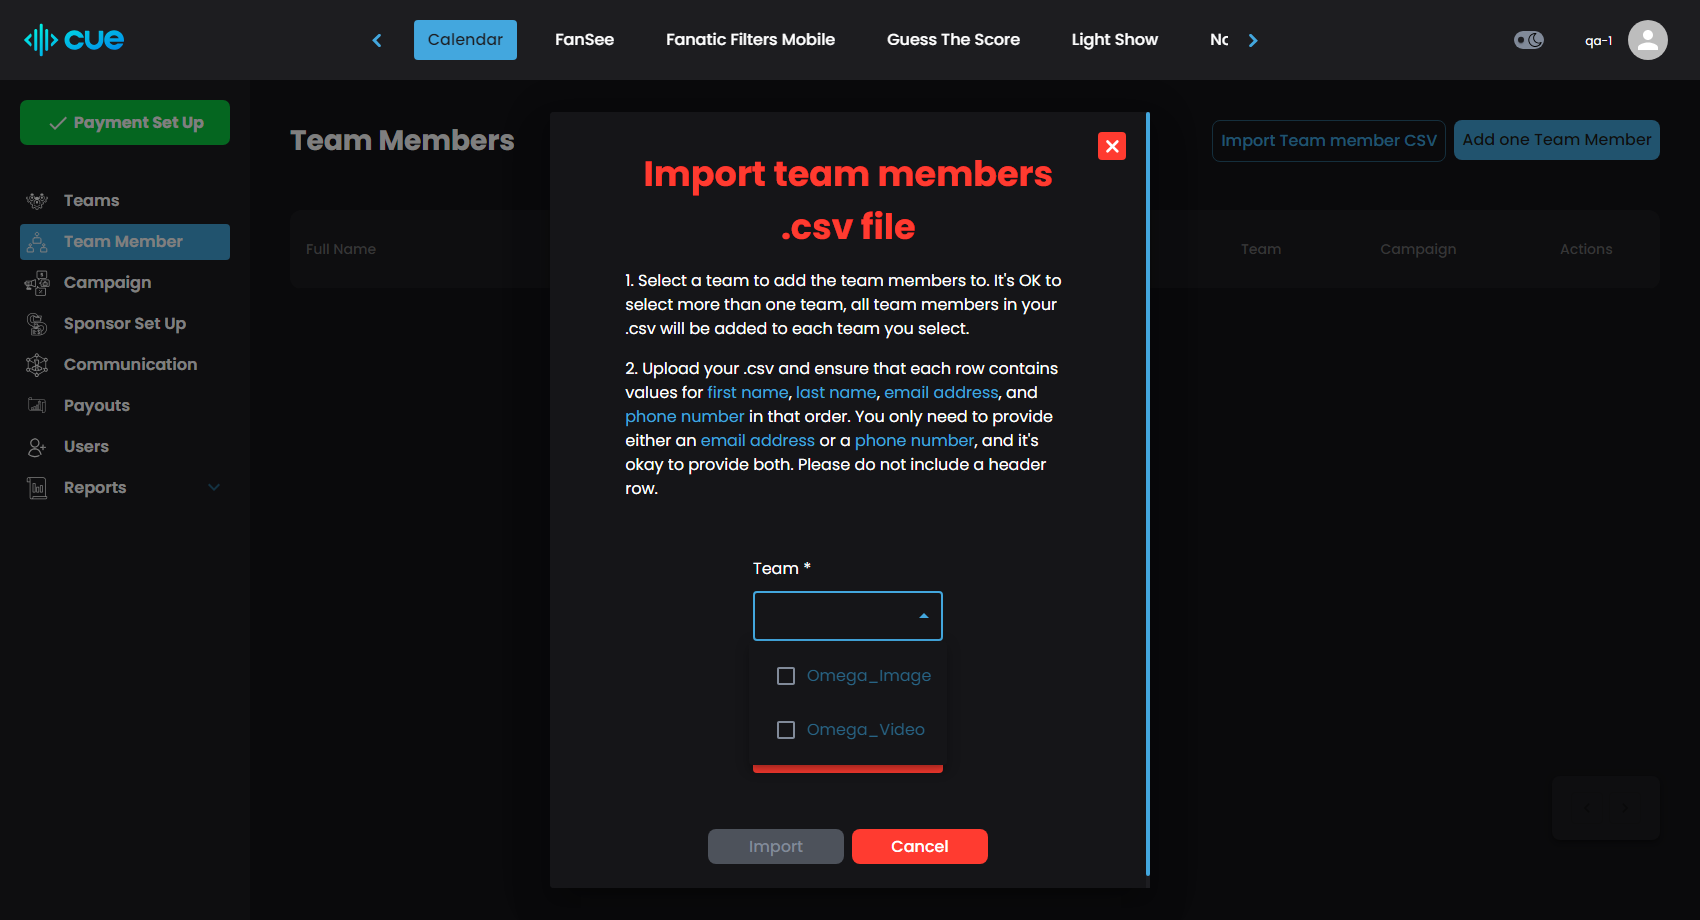 cue
Calendar
FanSee
Fanatic Filters Mobile
Guess The Score
Light Show
qa-1
Payment Set Up
Teams
Team Member
Campaign
Sponsor Set Up
Communication
Payouts
Users
Reports
Team Members
Import Team member CSV
Add one Team Member
Full Name
Team
Campaign
Actions
Import team members
.csv file
1. Select a team to add the team members to. It's OK to
select more than one team, all team members in your
.csv will be added to each team you select.
2. Upload your .csv and ensure that each row contains
values for first name, last name, email address, and
phone number in that order. You only need to provide
either an email address or a phone number, and it's
okay to provide both. Please do not include a header
row.
Team *
Omega_Image
Omega_Video
Import
Cancel